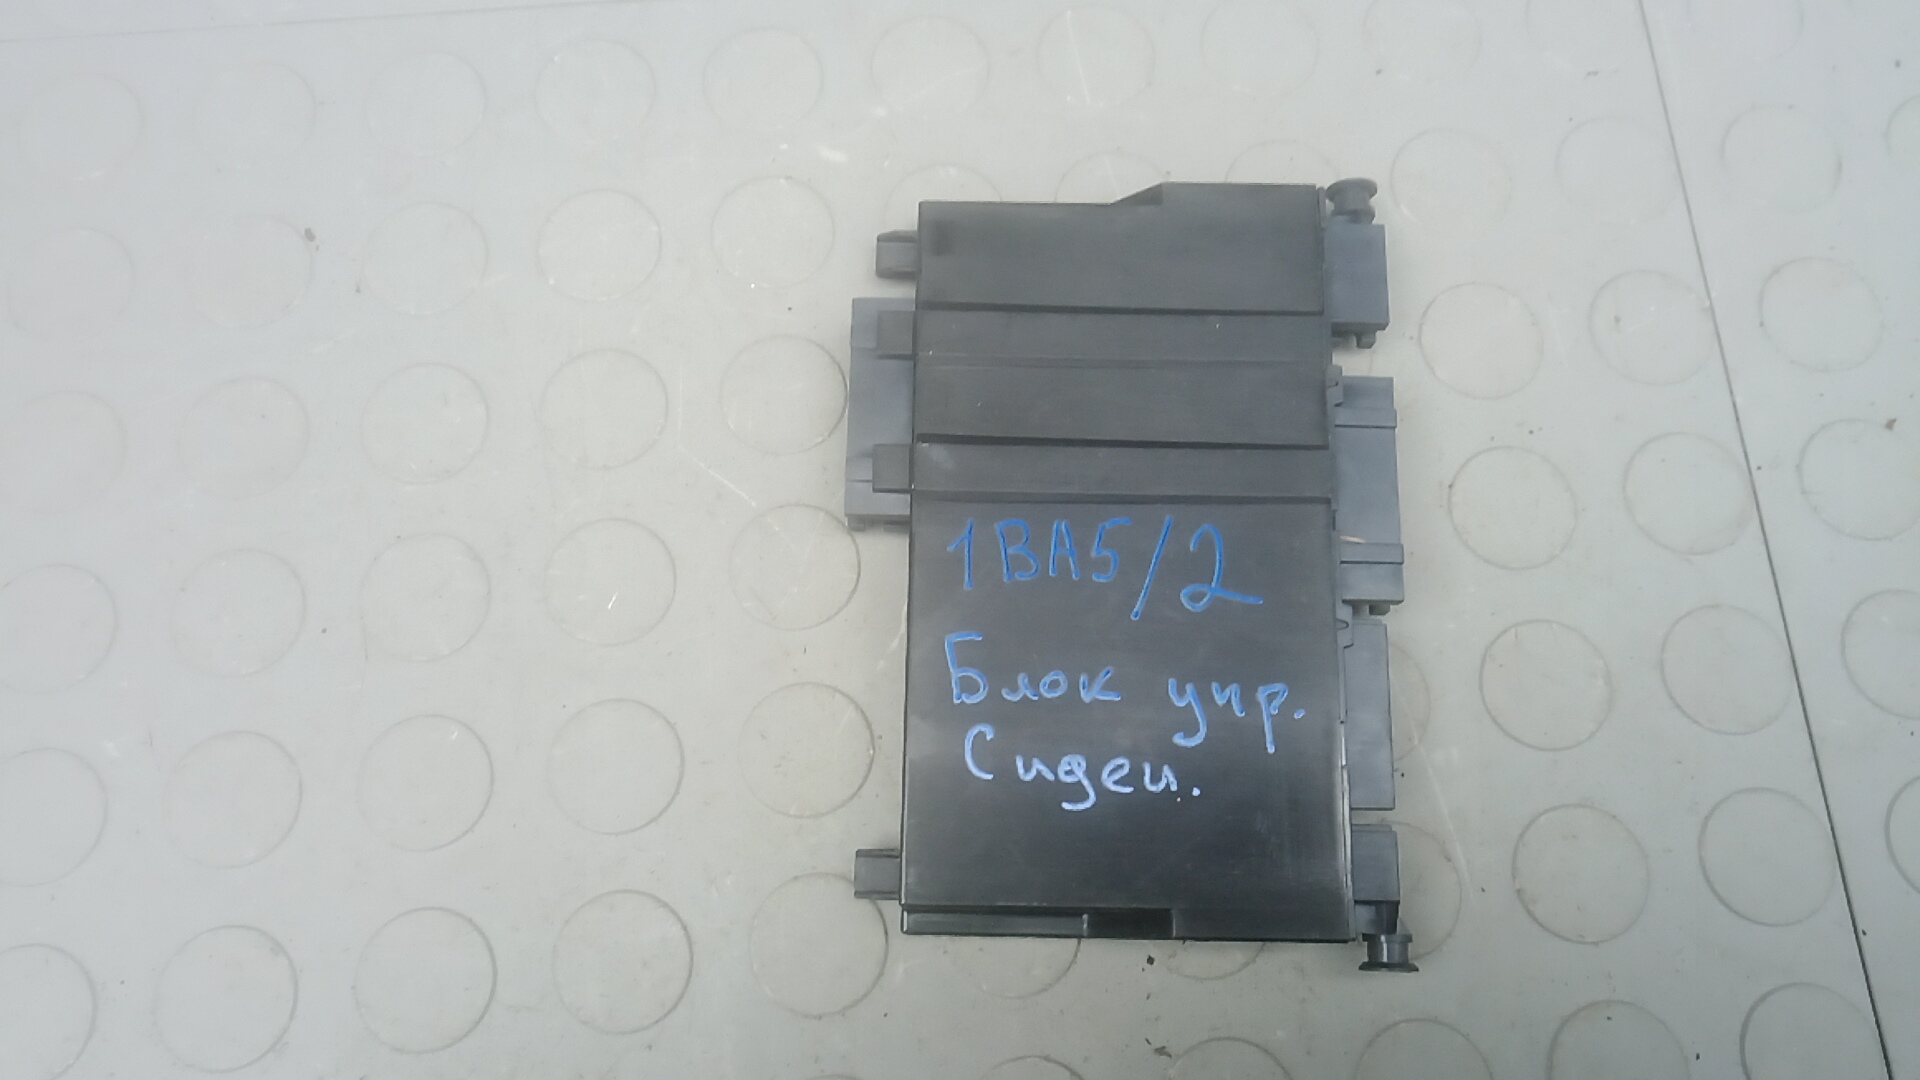 1BA5/2
Блок упр.
Сиден.